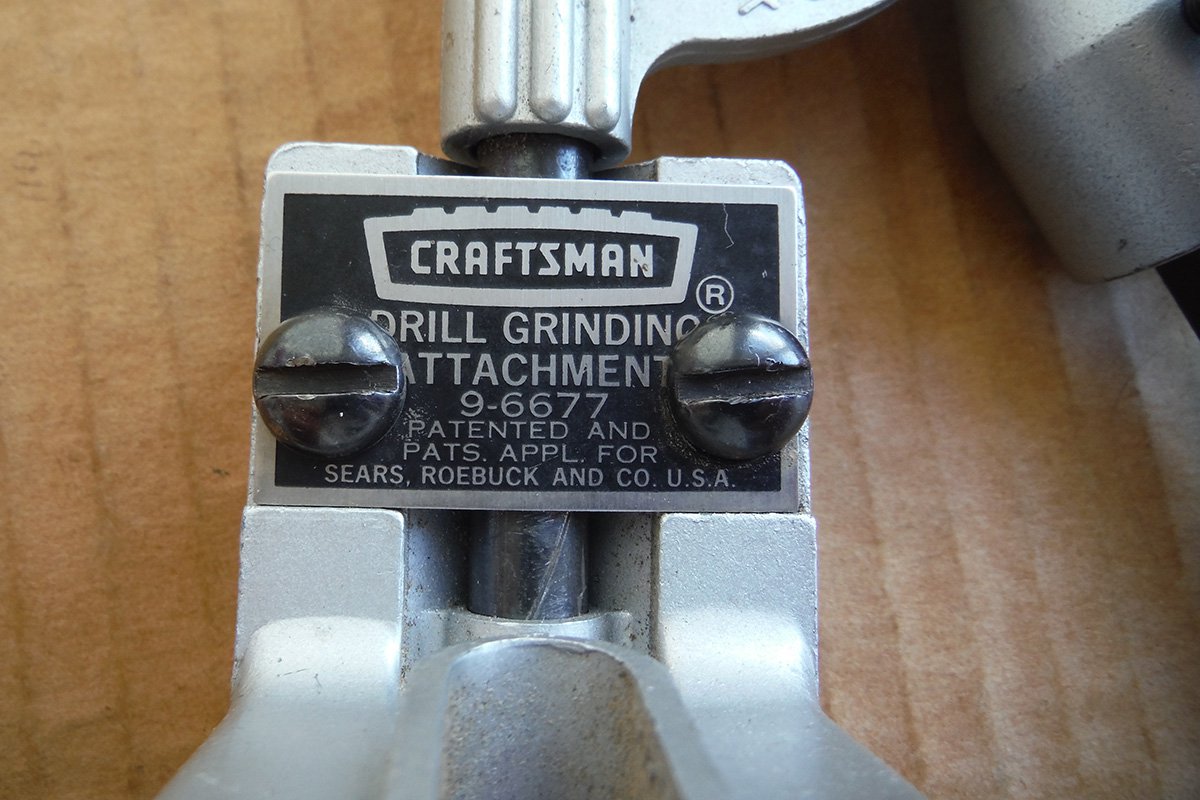 CRAFTSMAN
®
DRILL GRINDING
ATTACHMENT
9-6677
PATENTED AND
PATS. APPL. FOR
SEARS, ROEBUCK AND CO. U.S.A.